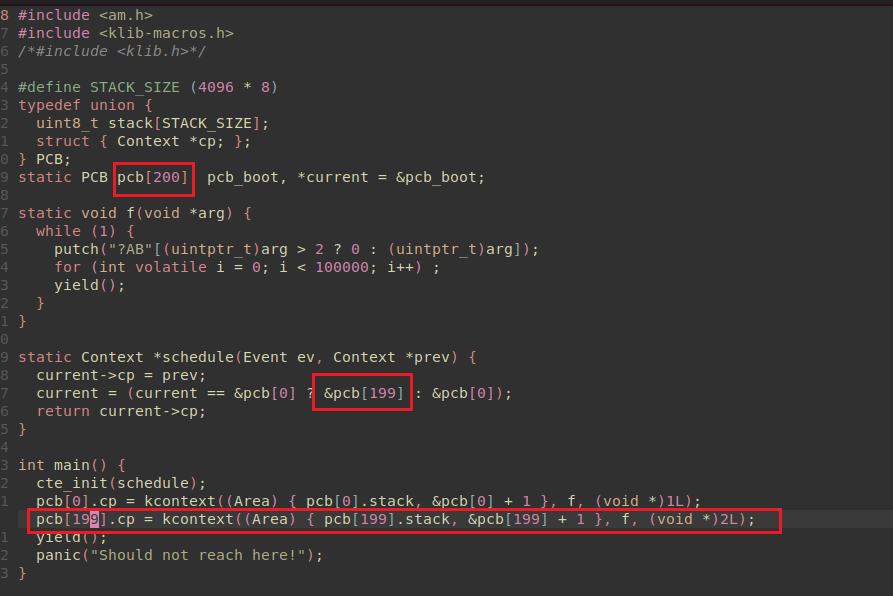 8 #include <am.h>
7 #include <klib-macros.h>
6 /*#include <klib.h>*/
5
4 #define STACK_SIZE (4096 * 8)
3 typedef union {
2   uint8_t stack[STACK_SIZE];
1   struct { Context *cp; };
0 } PCB;
9 static PCB pcb[200]  pcb_boot, *current = &pcb_boot;
8
7 static void f(void *arg) {
6   while (1) {
5     putch("?AB"[(uintptr_t)arg > 2 ? 0 : (uintptr_t)arg]);
4     for (int volatile i = 0; i < 100000; i++) ;
3     yield();
2   }
1 }
0
9 static Context *schedule(Event ev, Context *prev) {
8   current->cp = prev;
7   current = (current == &pcb[0] ? &pcb[199] : &pcb[0]);
6   return current->cp;
5 }
4
3 int main() {
2   cte_init(schedule);
1   pcb[0].cp = kcontext((Area) { pcb[0].stack, &pcb[0] + 1 }, f, (void *)1L);
pcb[199].cp = kcontext((Area) { pcb[199].stack, &pcb[199] + 1 }, f, (void *)2L);
1   yield();
2   panic("Should not reach here!");
3 }